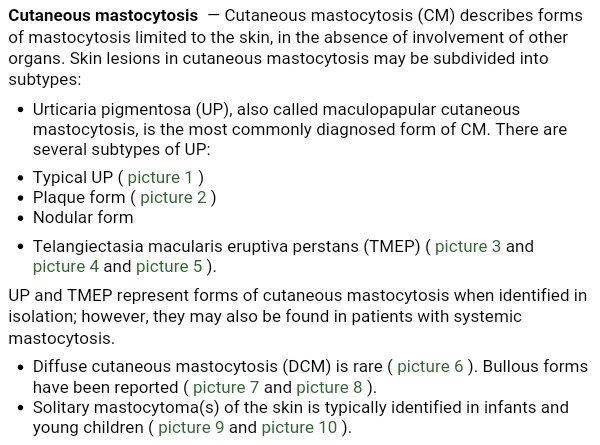 Cutaneous mastocytosis — Cutaneous mastocytosis (CM) describes forms
of mastocytosis limited to the skin, in the absence of involvement of other
organs. Skin lesions in cutaneous mastocytosis may be subdivided into
subtypes:
• Urticaria pigmentosa (UP), also called maculopapular cutaneous
mastocytosis, is the most commonly diagnosed form of CM. There are
several subtypes of UP:
• Typical UP ( picture 1 )
• Plaque form ( picture 2 )
• Nodular form
• Telangiectasia macularis eruptiva perstans (TMEP) ( picture 3 and
picture 4 and picture 5 ).
UP and TMEP represent forms of cutaneous mastocytosis when identified in
isolation; however, they may also be found in patients with systemic
mastocytosis.
• Diffuse cutaneous mastocytosis (DCM) is rare ( picture 6 ). Bullous forms
have been reported ( picture 7 and picture 8 ).
• Solitary mastocytoma(s) of the skin is typically identified in infants and
young children ( picture 9 and picture 10 ).